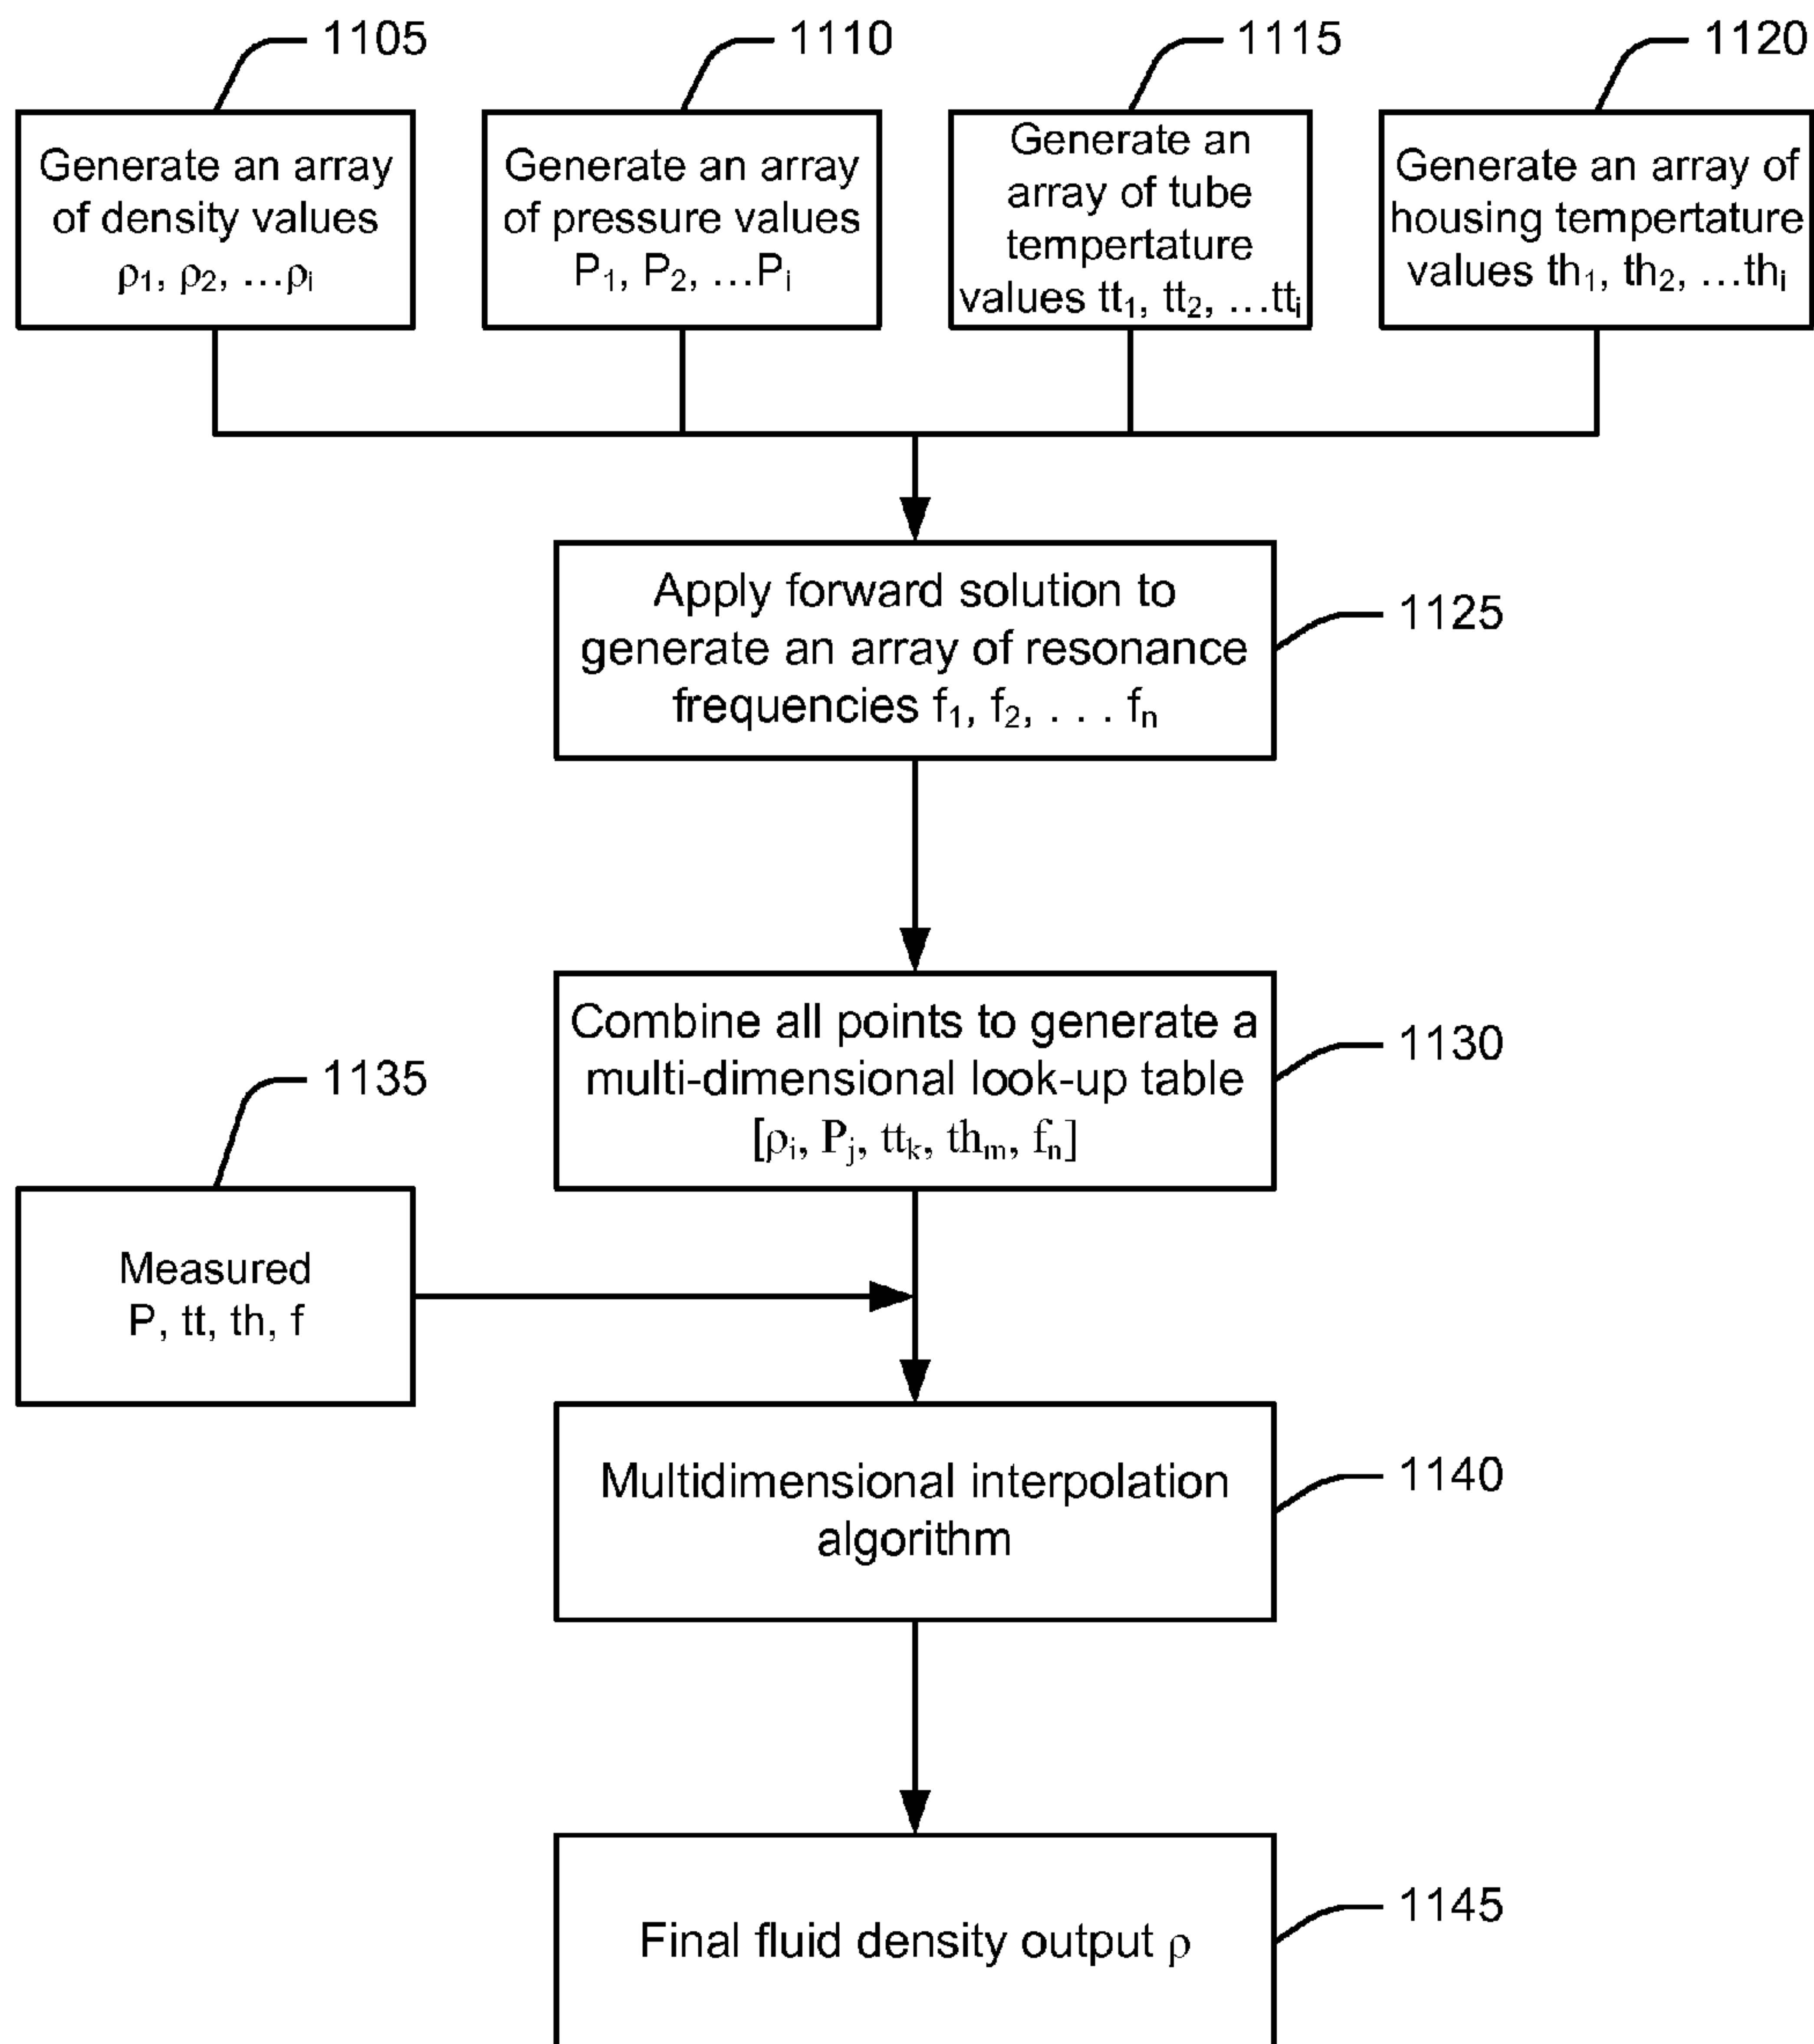 1105
Generate an array
of density values
ρ₁, ρ₂, …ρᵢ
1110
Generate an array
of pressure values
P₁, P₂, …Pᵢ
1115
Generate an
array of tube
tempertature
values tt₁, tt₂, …ttᵢ
1120
Generate an array of
housing tempertature
values th₁, th₂, …thᵢ
Apply forward solution to
generate an array of resonance
frequencies f₁, f₂, . . . fₙ
1125
Combine all points to generate a
multi-dimensional look-up table
[ρᵢ, Pⱼ, ttₖ, thₘ, fₙ]
1130
1135
Measured
P, tt, th, f
Multidimensional interpolation
algorithm
1140
Final fluid density output ρ
1145